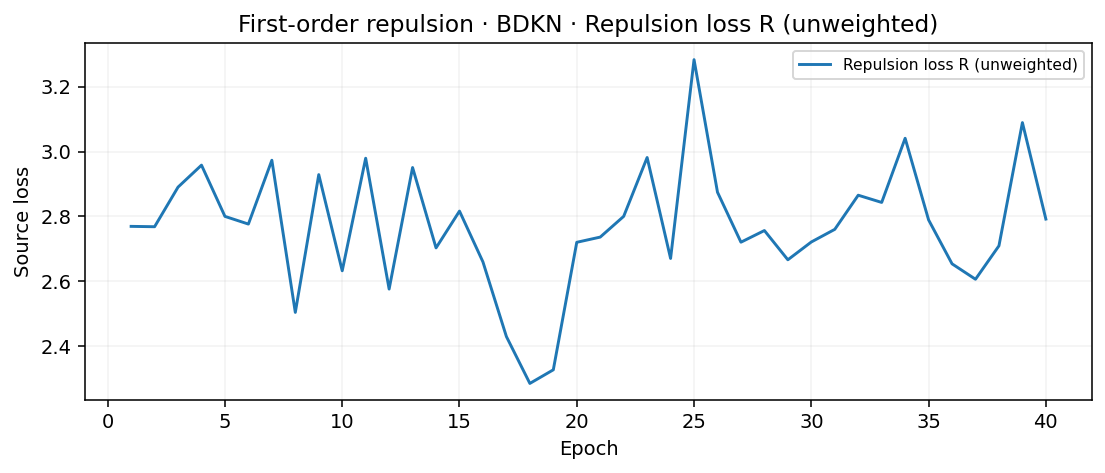 First-order repulsion · BDKN · Repulsion loss R (unweighted)
Repulsion loss R (unweighted)
Source loss
3.2
3.0
2.8
2.6
2.4
0 5 10 15 20 25 30 35 40
Epoch